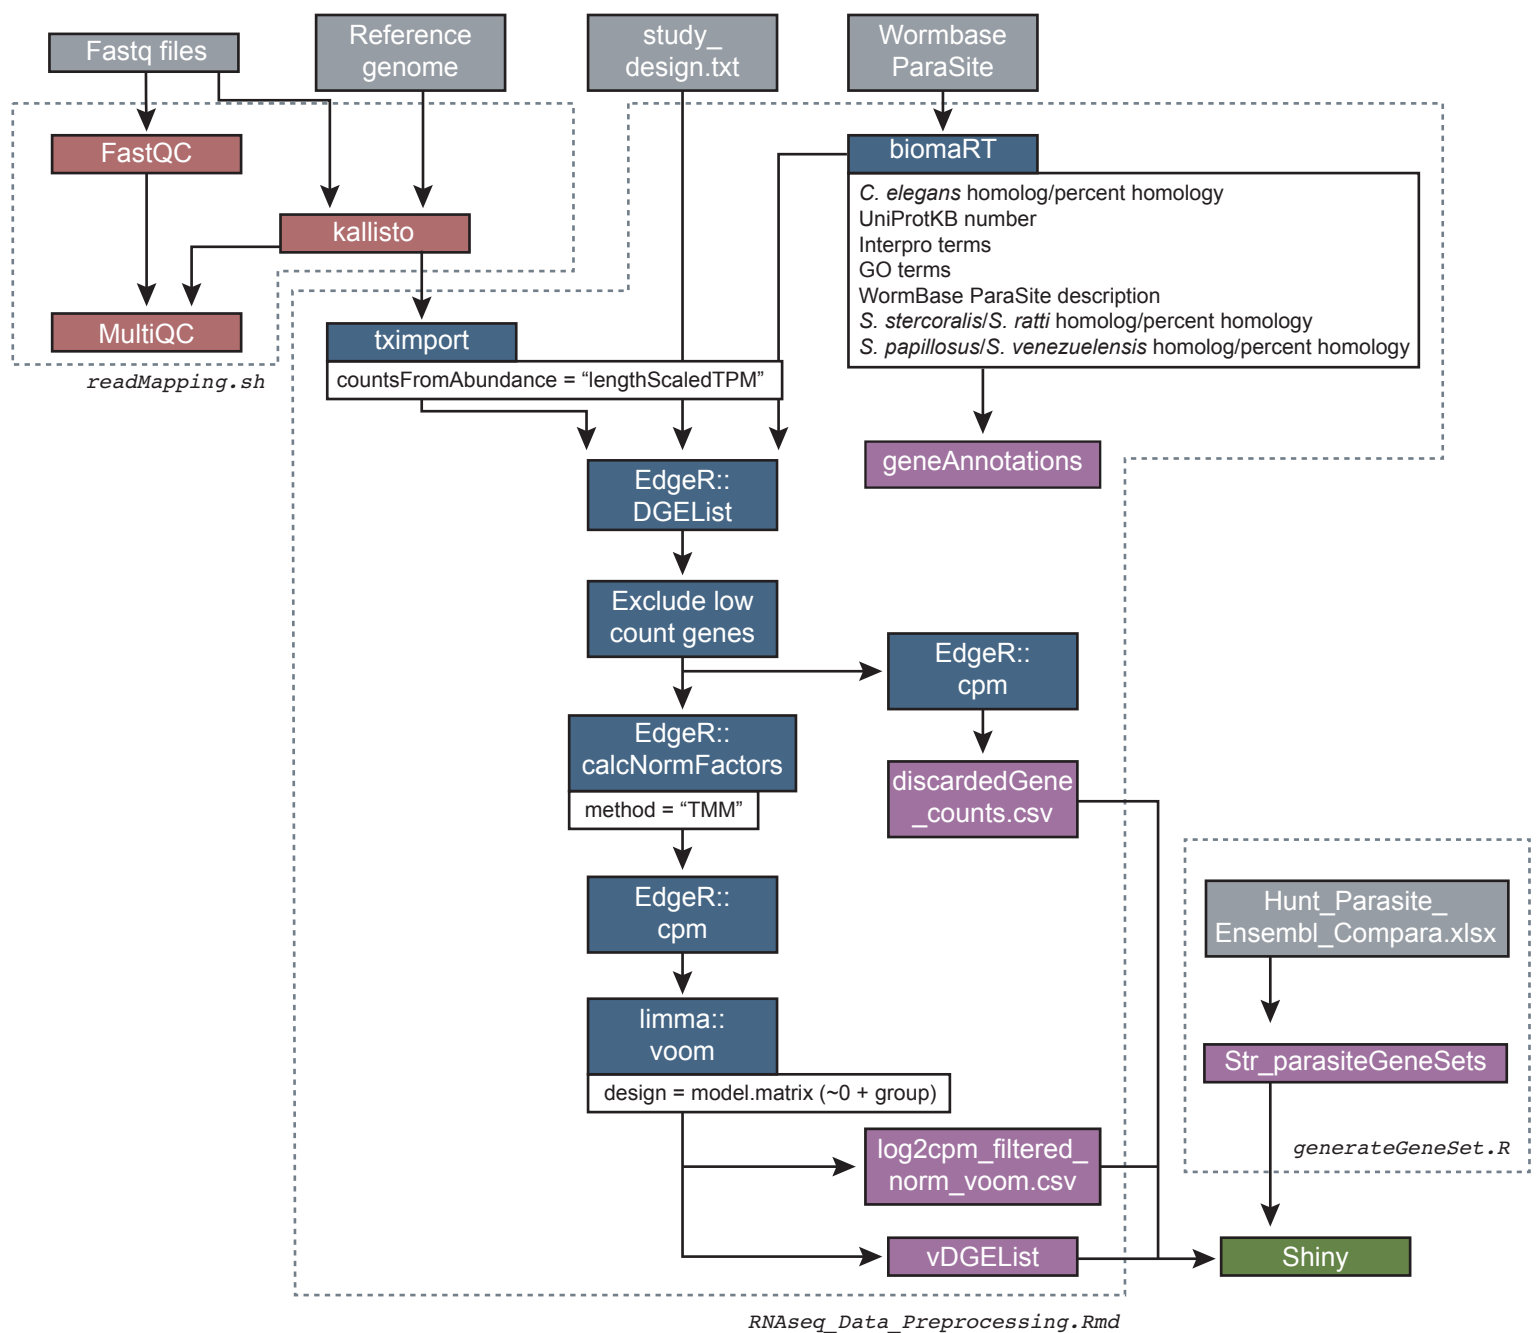 Fastq files
Reference
genome
study_
design.txt
Wormbase
ParaSite
FastQC
kallisto
MultiQC
readMapping.sh
biomaRT
C. elegans homolog/percent homology
UniProtKB number
Interpro terms
GO terms
WormBase ParaSite description
S. stercoralis/S. ratti homolog/percent homology
S. papillosus/S. venezuelensis homolog/percent homology
tximport
countsFromAbundance = “lengthScaledTPM”
geneAnnotations
EdgeR::
DGEList
Exclude low
count genes
EdgeR::
cpm
EdgeR::
calcNormFactors
method = “TMM”
discardedGene
_counts.csv
EdgeR::
cpm
limma::
voom
design = model.matrix (~0 + group)
log2cpm_filtered_
norm_voom.csv
vDGEList
Hunt_Parasite_
Ensembl_Compara.xlsx
Str_parasiteGeneSets
generateGeneSet.R
Shiny
RNAseq_Data_Preprocessing.Rmd